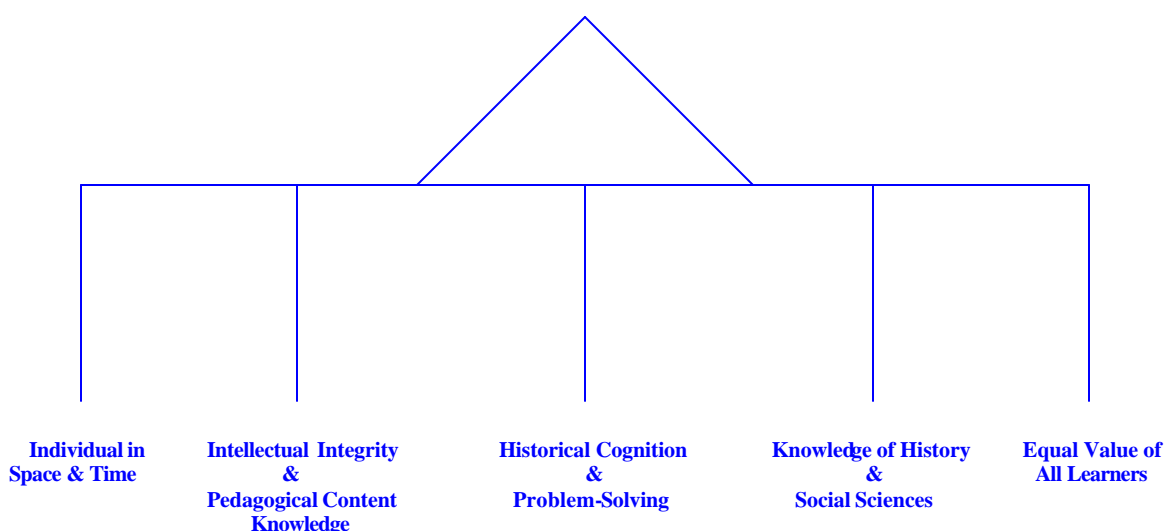 Individual in
Space & Time
Intellectual Integrity
&
Pedagogical Content
Knowledge
Historical Cognition
&
Problem-Solving
Knowledge of History
&
Social Sciences
Equal Value of
All Learners